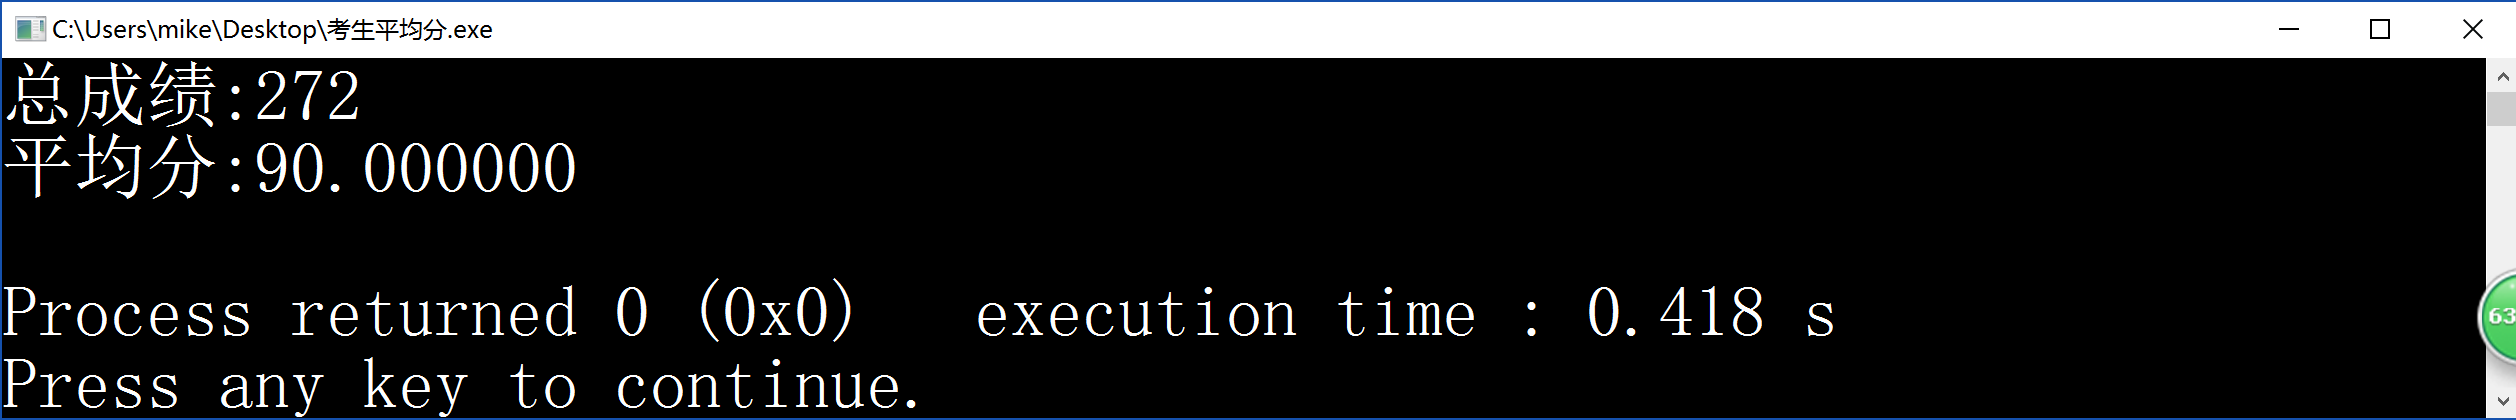 C:\Users\mike\Desktop\考生平均分.exe
总成绩:272
平均分:90.000000
Process returned 0 (0x0)   execution time : 0.418 s
Press any key to continue.
63